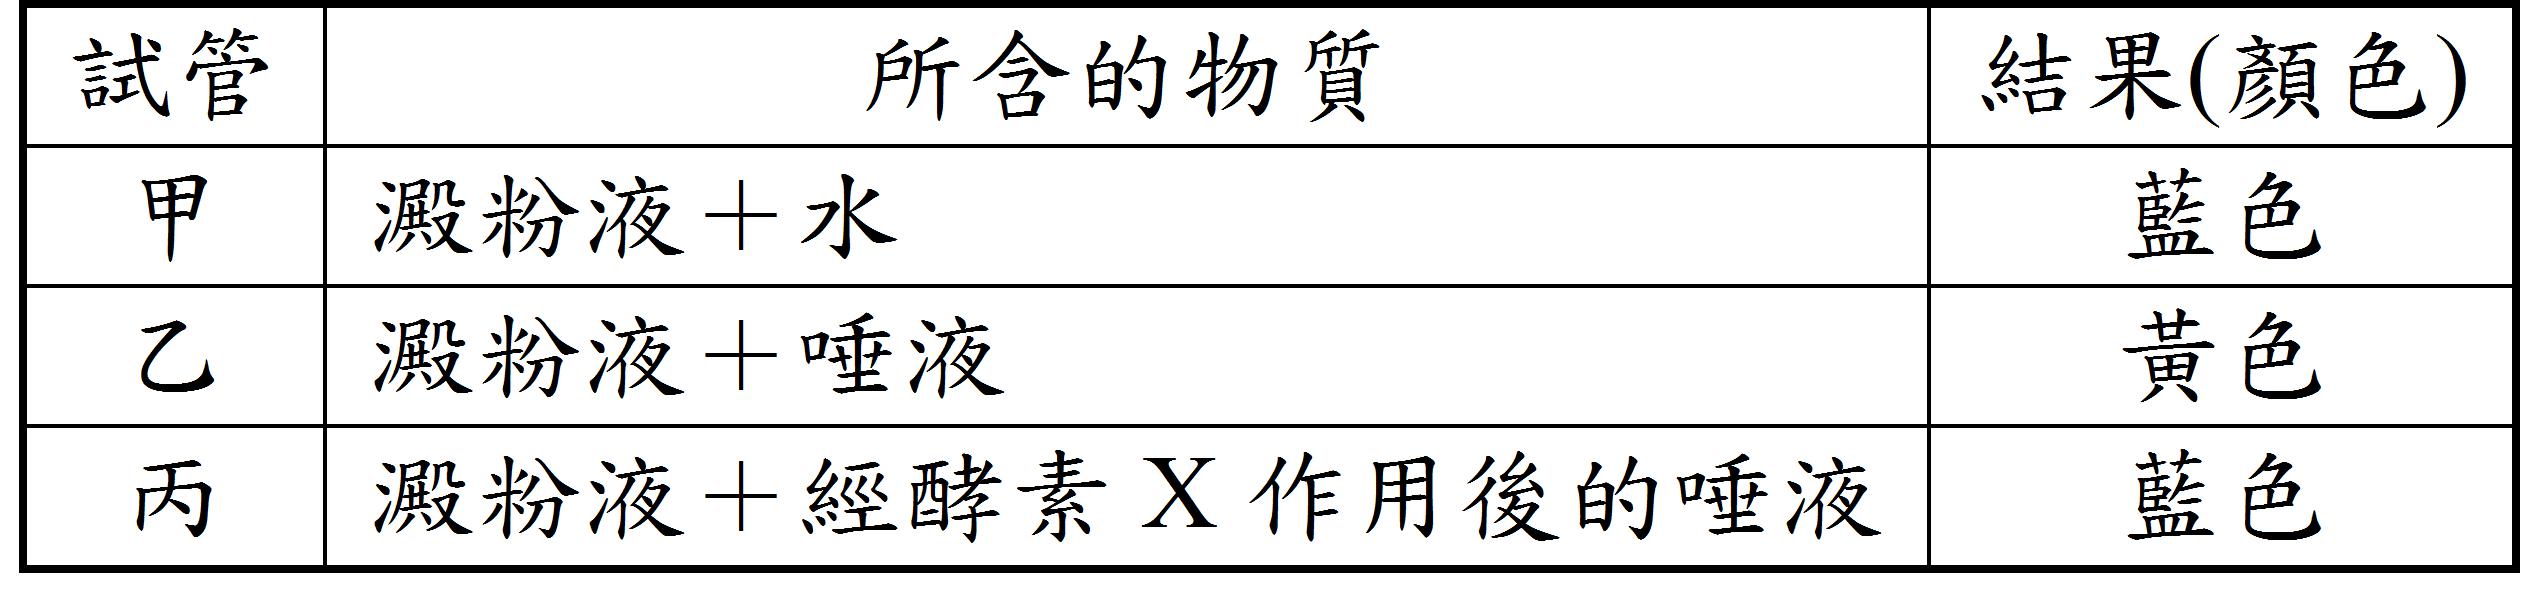 試管 所含的物質 結果(顏色)
甲 澱粉液＋水 藍色
乙 澱粉液＋唾液 黃色
丙 澱粉液＋經酵素 X 作用後的唾液 藍色